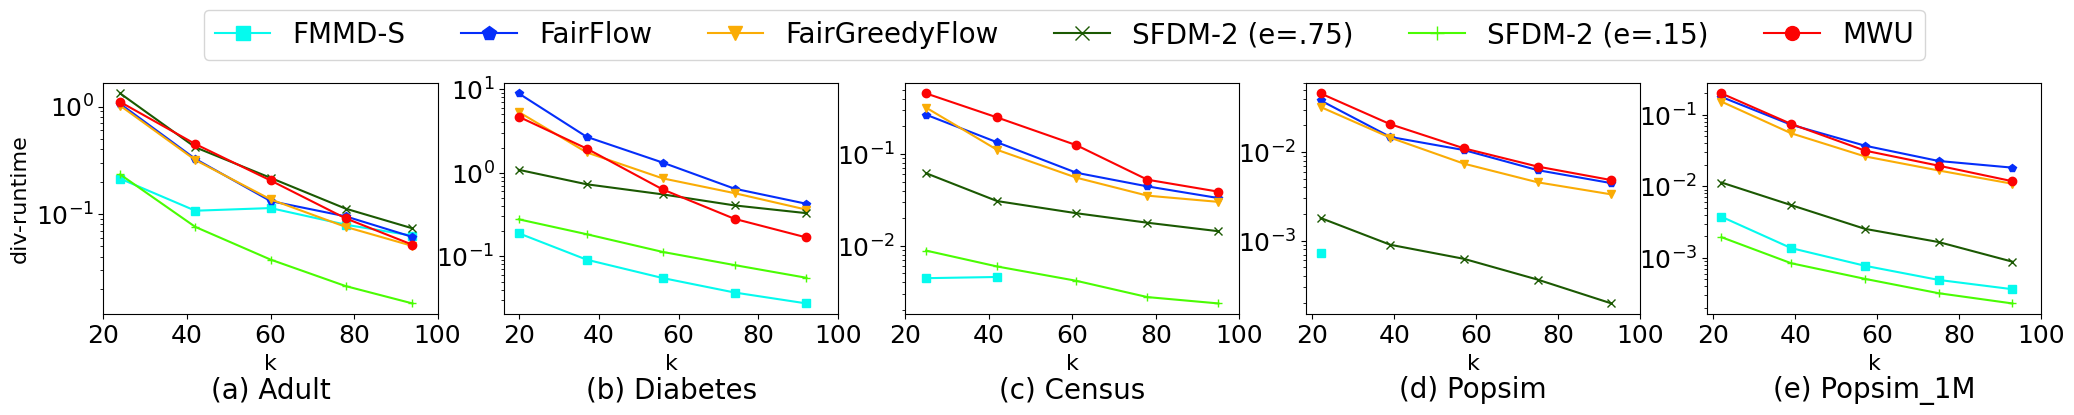 FMMD-S FairFlow FairGreedyFlow SFDM-2 (e=.75) SFDM-2 (e=.15) MWU
div-runtime
10^0
10^-1
20 40 60 80 100
k
(a) Adult
10^1
10^0
10^-1
20 40 60 80 100
k
(b) Diabetes
10^-1
10^-2
20 40 60 80 100
k
(c) Census
10^-2
10^-3
20 40 60 80 100
k
(d) Popsim
10^-1
10^-2
10^-3
20 40 60 80 100
k
(e) Popsim_1M